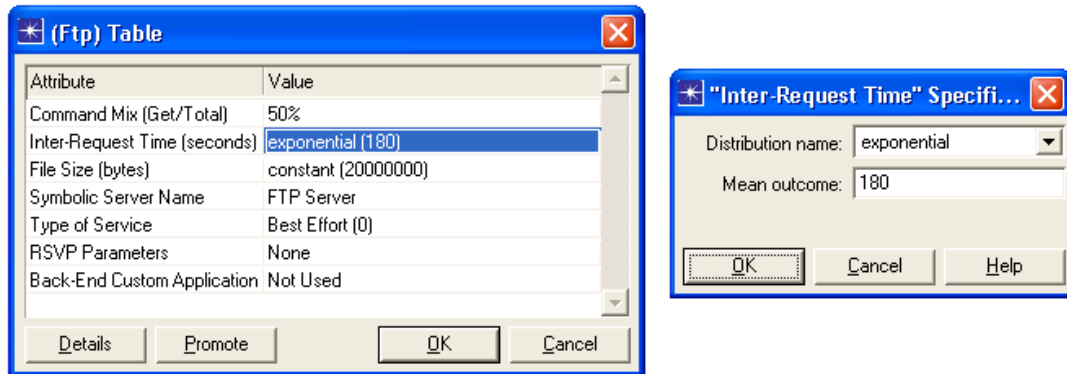 (Ftp) Table
Attribute Value
Command Mix (Get/Total) 50%
Inter-Request Time (seconds) exponential (180)
File Size (bytes) constant (20000000)
Symbolic Server Name FTP Server
Type of Service Best Effort (0)
RSVP Parameters None
Back-End Custom Application Not Used
Details Promote OK Cancel
"Inter-Request Time" Specifi...
Distribution name: exponential
Mean outcome: 180
OK Cancel Help